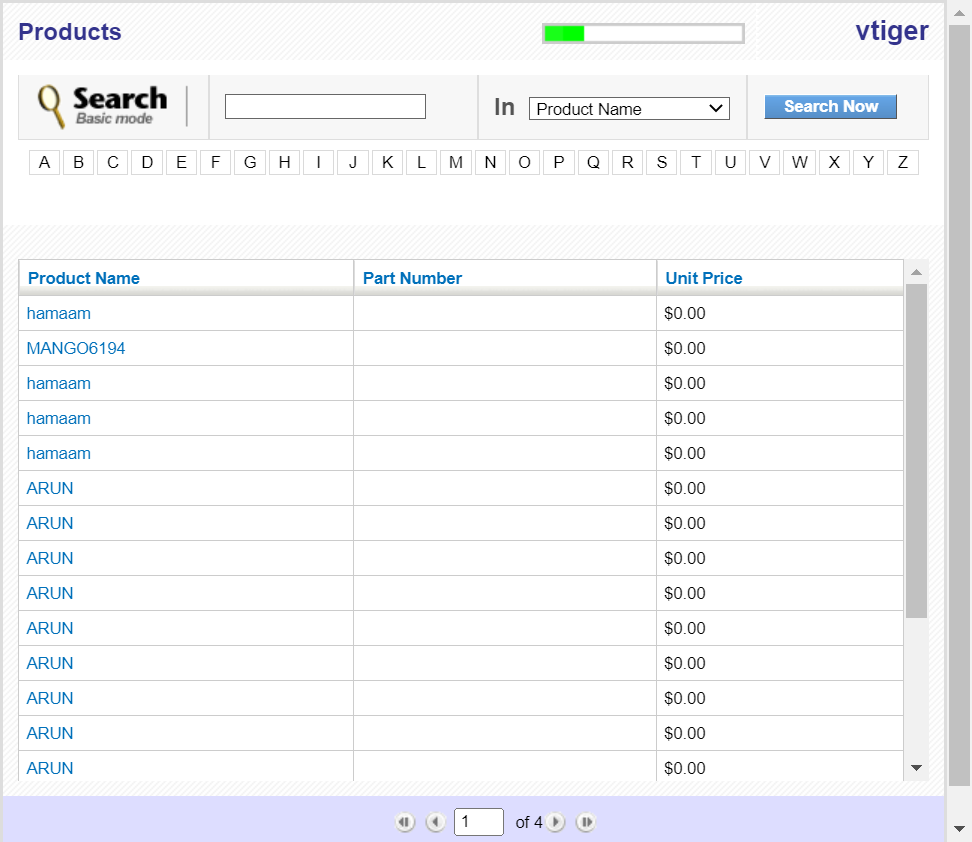 Products vtiger
Search
Basic mode
In Product Name Search Now
A B C D E F G H I J K L M N O P Q R S T U V W X Y Z
Product Name Part Number Unit Price
hamaam $0.00
MANGO6194 $0.00
hamaam $0.00
hamaam $0.00
hamaam $0.00
ARUN $0.00
ARUN $0.00
ARUN $0.00
ARUN $0.00
ARUN $0.00
ARUN $0.00
ARUN $0.00
ARUN $0.00
ARUN $0.00
1 of 4